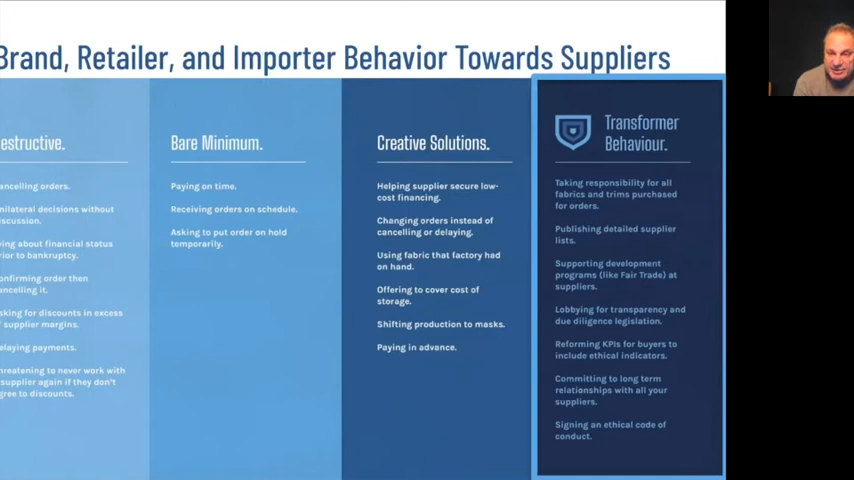 Brand, Retailer, and Importer Behavior Towards Suppliers
estructive.
ancelling orders.
nilateral decisions without
iscussion.
ying about financial status
rior to bankruptcy.
onfirming order then
ancelling it.
sking for discounts in excess
f supplier margins.
elaying payments.
hreatening to never work with
supplier again if they don't
gree to discounts.
Bare Minimum.
Paying on time.
Receiving orders on schedule.
Asking to put order on hold
temporarily.
Creative Solutions.
Helping supplier secure low-
cost financing.
Changing orders instead of
cancelling or delaying.
Using fabric that factory had
on hand.
Offering to cover cost of
storage.
Shifting production to masks.
Paying in advance.
Transformer
Behaviour.
Taking responsibility for all
fabrics and trims purchased
for orders.
Publishing detailed supplier
lists.
Supporting development
programs (like Fair Trade) at
suppliers.
Lobbying for transparency and
due diligence legislation.
Reforming KPIs for buyers to
include ethical indicators.
Committing to long term
relationships with all your
suppliers.
Signing an ethical code of
conduct.